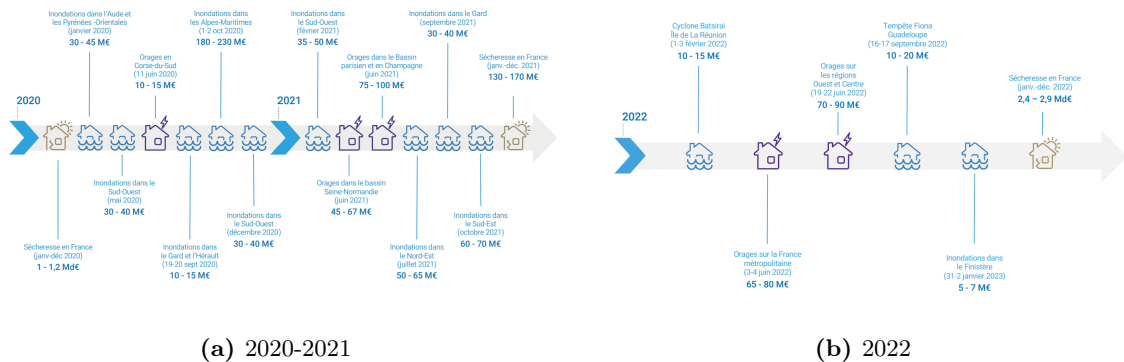 Inondations dans l'Aude et
les Pyrénées -Orientales
(janvier 2020)
30 - 45 M€
Inondations dans
les Alpes-Maritimes
(1-2 oct 2020)
180 - 230 M€
Inondations dans
le Sud-Ouest
(février 2021)
35 - 50 M€
Inondations dans le Gard
(septembre 2021)
30 - 40 M€
Orages en
Corse-du-Sud
(11 juin 2020)
10 - 15 M€
Orages dans le Bassin
parisien et en Champagne
(juin 2021)
75 - 100 M€
Sécheresse en France
(janv.-déc. 2021)
130 - 170 M€
2020
2021
Inondations dans le
Sud-Ouest
(mai 2020)
30 - 40 M€
Orages dans le bassin
Seine-Normandie
(juin 2021)
45 - 67 M€
Inondations dans
le Sud-Ouest
(décembre 2020)
30 - 40 M€
Inondations dans
le Sud-Est
(octobre 2021)
60 - 70 M€
Sécheresse en France
(janv-déc 2020)
1 - 1,2 Md€
Inondations dans
le Gard et l'Hérault
(19-20 sept 2020)
10 - 15 M€
Inondations dans
le Nord-Est
(juillet 2021)
50 - 65 M€
(a) 2020-2021
Cyclone Batsirai
Île de La Réunion
(1-3 février 2022)
10 - 15 M€
Tempête Fiona
Guadeloupe
(16-17 septembre 2022)
10 - 20 M€
Orages sur
les régions
Ouest et Centre
(19-22 juin 2022)
70 - 90 M€
Sécheresse en France
(janv.-déc. 2022)
2,4 – 2,9 Md€
2022
Orages sur la France
métropolitaine
(3-4 juin 2022)
65 - 80 M€
Inondations dans
le Finistère
(31-2 janvier 2023)
5 - 7 M€
(b) 2022